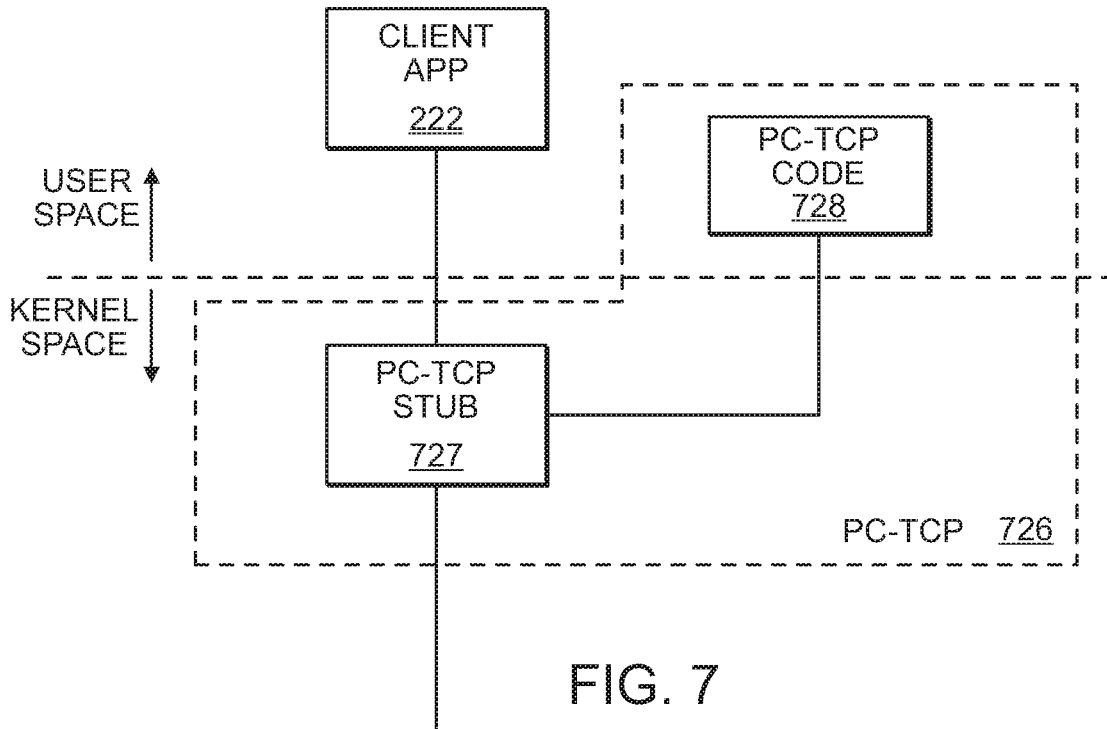 CLIENT
APP
222
PC-TCP
CODE
728
USER
SPACE
KERNEL
SPACE
PC-TCP
STUB
727
PC-TCP 726
FIG. 7